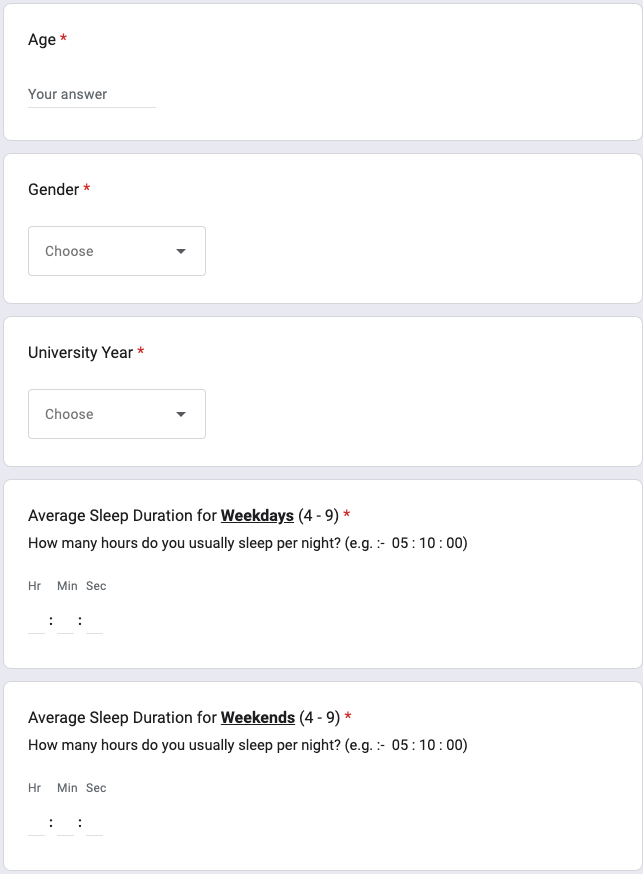 Age *
Your answer
Gender *
Choose
University Year *
Choose
Average Sleep Duration for Weekdays (4 - 9) *
How many hours do you usually sleep per night? (e.g. :-  05 : 10 : 00)
Hr Min Sec
: :
Average Sleep Duration for Weekends (4 - 9) *
How many hours do you usually sleep per night? (e.g. :-  05 : 10 : 00)
Hr Min Sec
: :